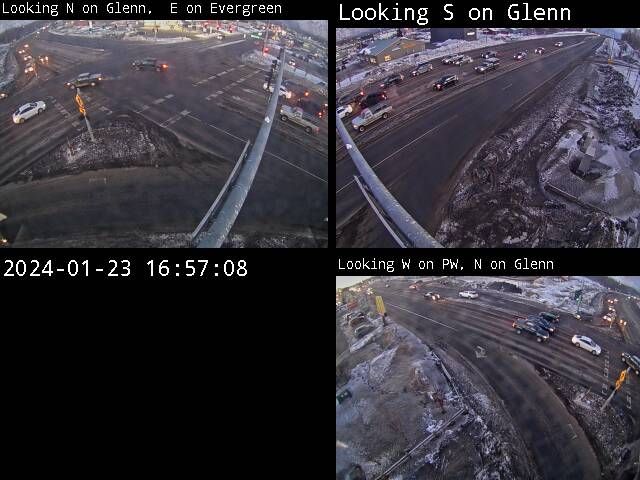 Looking N on Glenn,  E on Evergreen
Looking S on Glenn
2024-01-23 16:57:08
Looking W on PW, N on Glenn